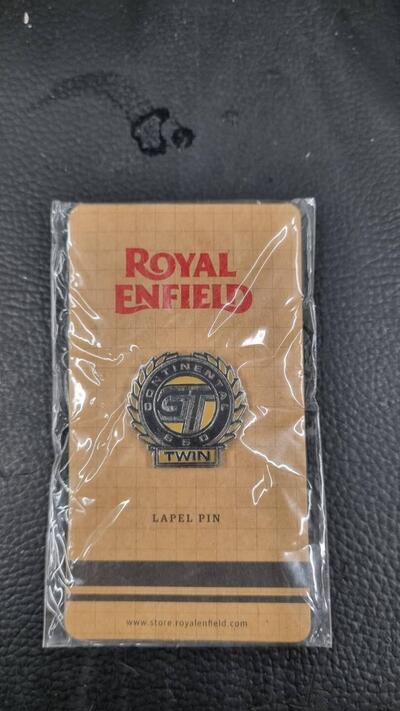 ROYAL
ENFIELD
CONTINENTAL
GT
650
TWIN
LAPEL PIN
www.store.royalenfield.com